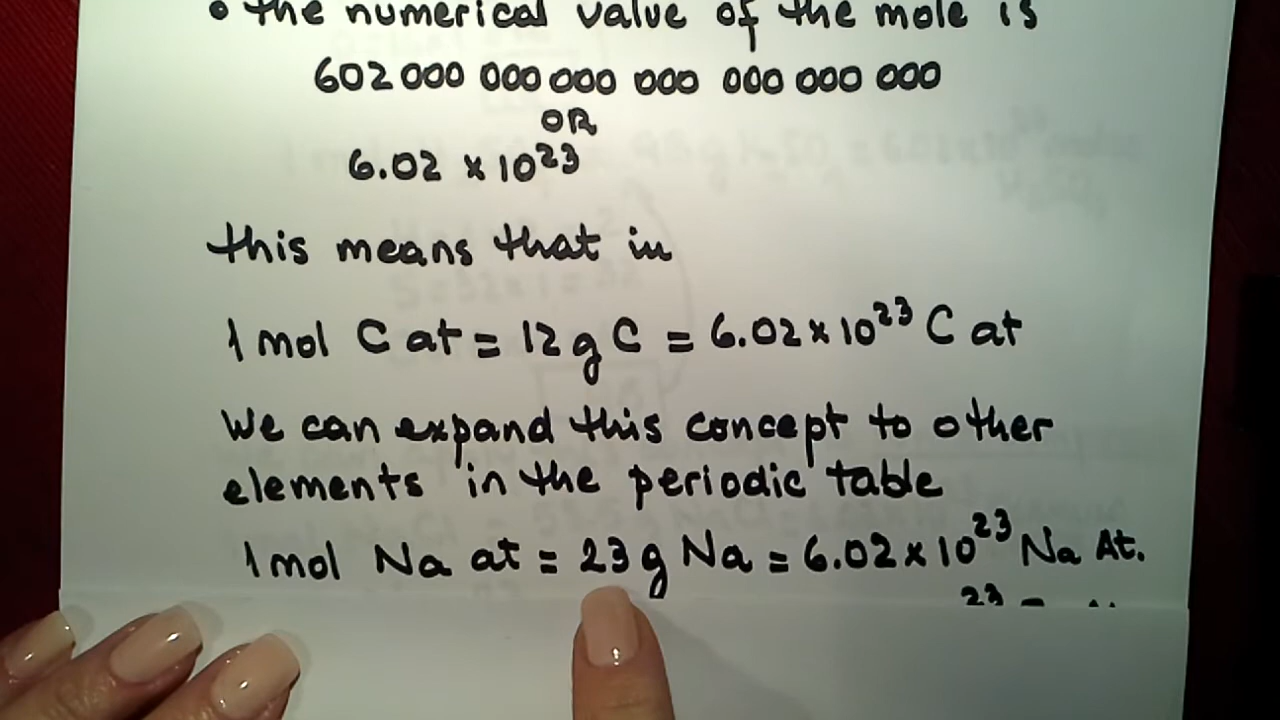 • the numerical value of the mole is
602 000 000 000 000 000 000 000
OR
6.02 x 10²³
this means that in
1 mol C at = 12 g C = 6.02 x 10²³ C at
We can expand this concept to other
elements in the periodic table
1 mol Na at = 23 g Na = 6.02 x 10²³ Na At.
23